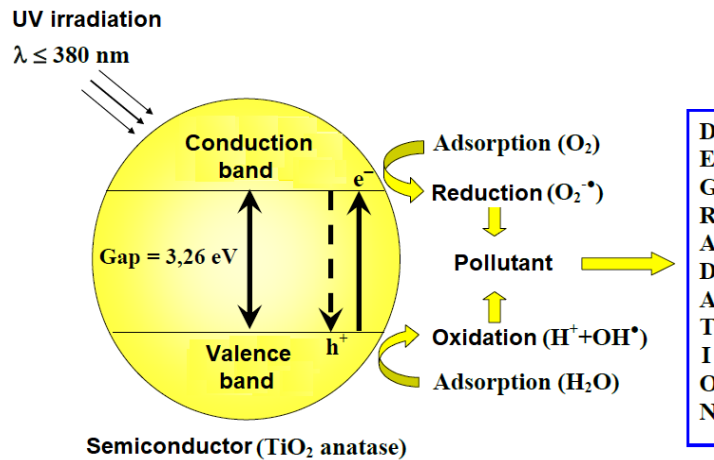 UV irradiation
λ ≤ 380 nm
Conduction
band
e⁻
Gap = 3,26 eV
h⁺
Valence
band
Semiconductor (TiO₂ anatase)
Adsorption (O₂)
Reduction (O₂⁻•)
Pollutant
Oxidation (H⁺+OH•)
Adsorption (H₂O)
D
E
G
R
A
D
A
T
I
O
N